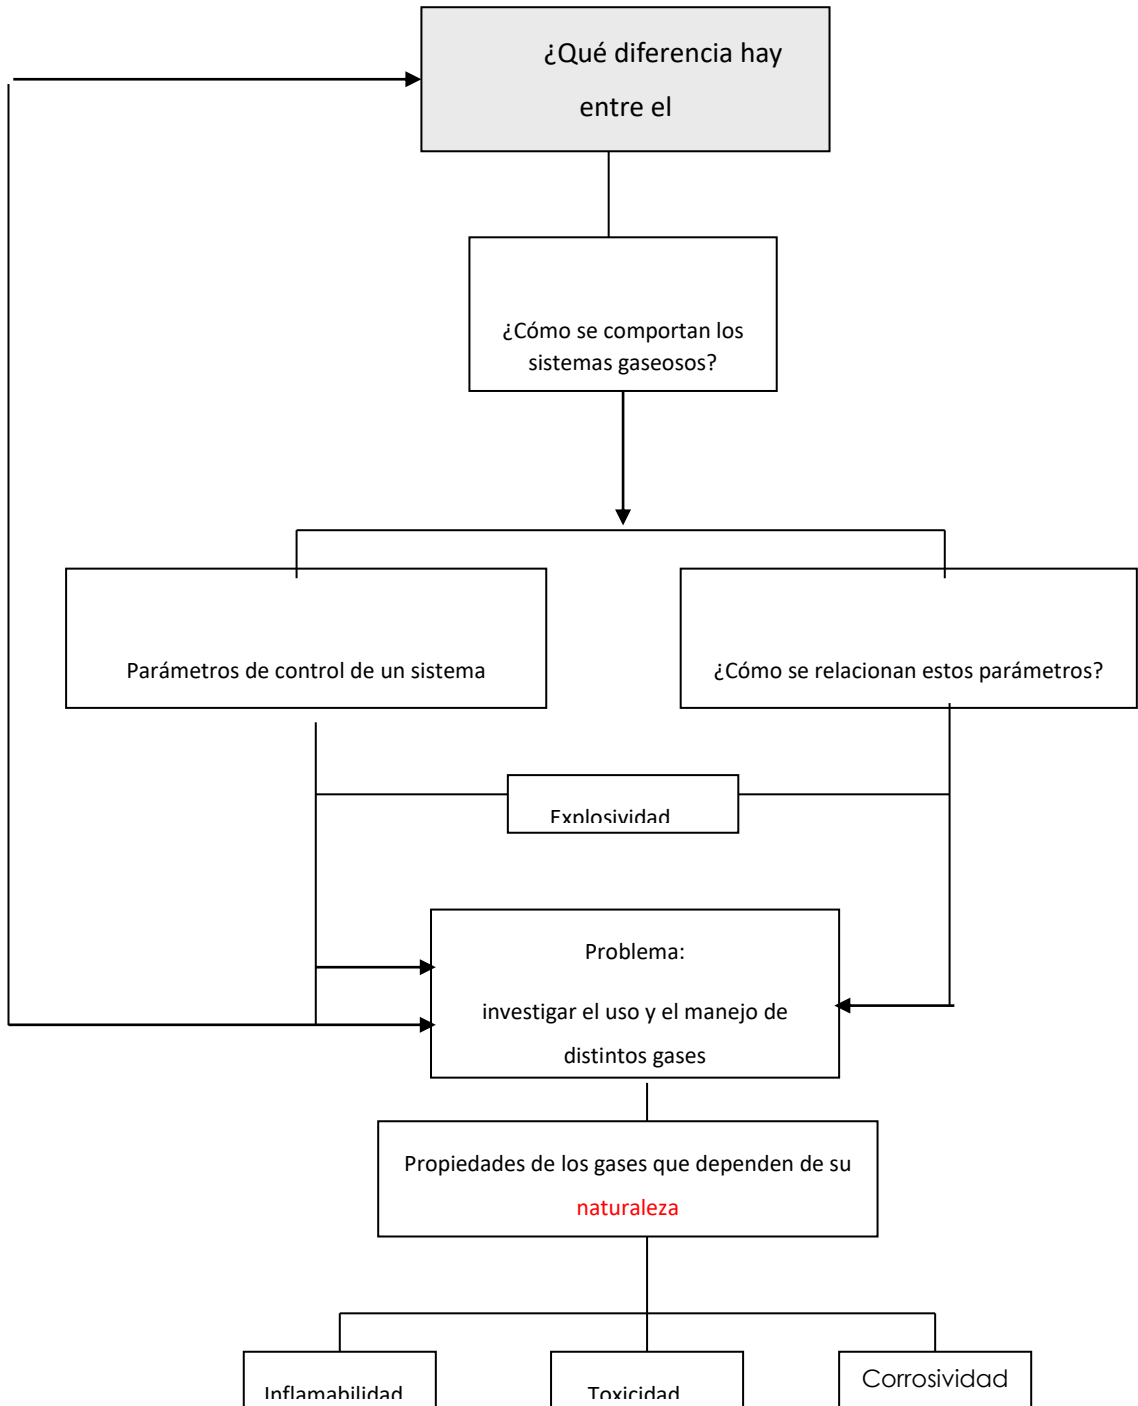 ¿Qué diferencia hay
entre el
¿Cómo se comportan los
sistemas gaseosos?
Parámetros de control de un sistema
¿Cómo se relacionan estos parámetros?
Explosividad
Problema:
investigar el uso y el manejo de
distintos gases
Propiedades de los gases que dependen de su
naturaleza
Inflamabilidad
Toxicidad
Corrosividad